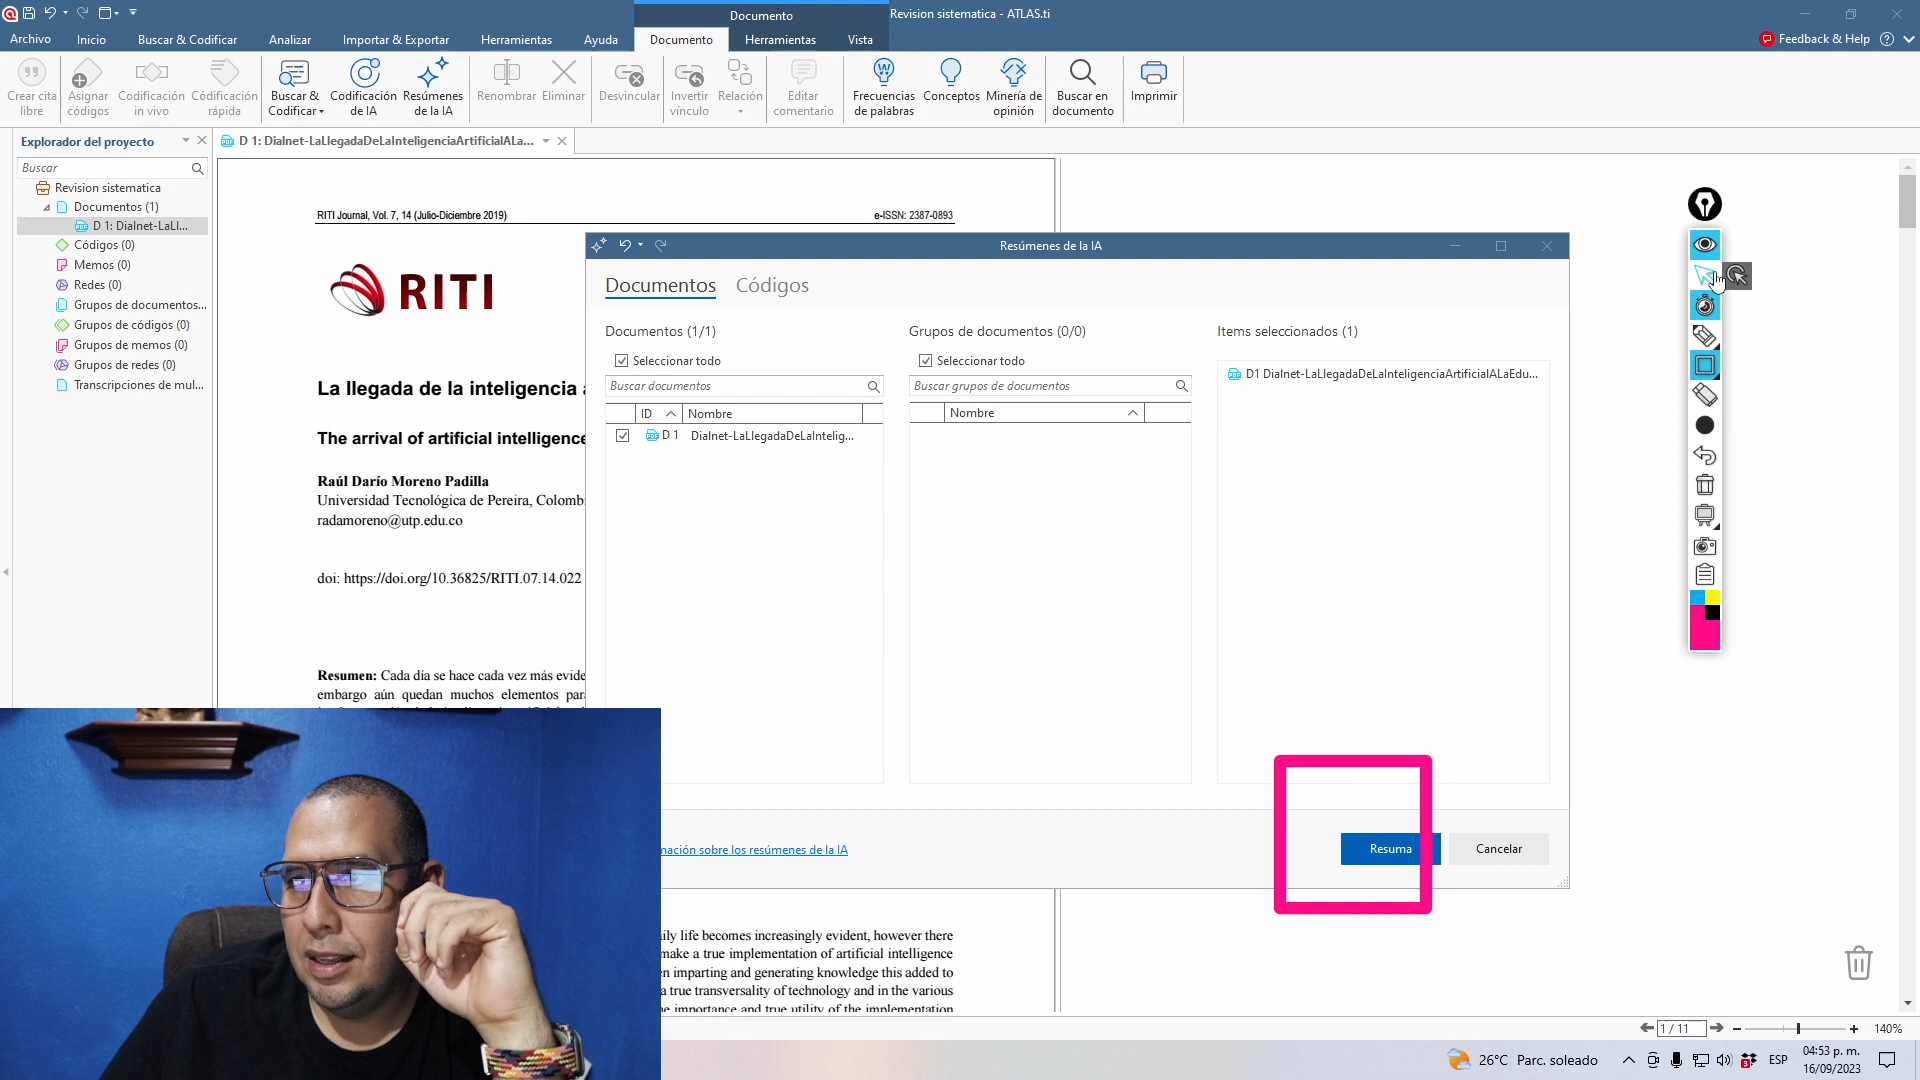 Documento
Revision sistematica - ATLAS.ti
Archivo
Inicio
Buscar & Codificar
Analizar
Importar & Exportar
Herramientas
Ayuda
Documento
Herramientas
Vista
Feedback & Help
Crear cita
libre
Asignar
códigos
Codificación
in vivo
Codificación
rápida
Buscar &
Codificar
Codificación
de IA
Resúmenes
de la IA
Renombrar
Eliminar
Desvincular
Invertir
vínculo
Relación
Editar
comentario
Frecuencias
de palabras
Conceptos
Minería de
opinión
Buscar en
documento
Imprimir
Explorador del proyecto
Buscar
Revision sistematica
Documentos (1)
D 1: Dialnet-LaLl...
Códigos (0)
Memos (0)
Redes (0)
Grupos de documentos...
Grupos de códigos (0)
Grupos de memos (0)
Grupos de redes (0)
Transcripciones de mul...
D 1: Dialnet-LaLlegadaDeLaInteligenciaArtificialALa...
RITI Journal, Vol. 7, 14 (Julio-Diciembre 2019)
e-ISSN: 2387-0893
RITI
La llegada de la inteligencia
The arrival of artificial intelligence
Raúl Darío Moreno Padilla
Universidad Tecnológica de Pereira, Colomb
radamoreno@utp.edu.co
doi: https://doi.org/10.36825/RITI.07.14.022
Resumen: Cada día se hace cada vez más evide
embargo aún quedan muchos elementos par
Resúmenes de la IA
Documentos
Códigos
Documentos (1/1)
Seleccionar todo
Buscar documentos
ID
Nombre
D 1
Dialnet-LaLlegadaDeLaIntelig...
Grupos de documentos (0/0)
Seleccionar todo
Buscar grupos de documentos
Nombre
Items seleccionados (1)
D1 Dialnet-LaLlegadaDeLaInteligenciaArtificialALaEdu...
mación sobre los resúmenes de la IA
Resuma
Cancelar
ily life becomes increasingly evident, however there
make a true implementation of artificial intelligence
en imparting and generating knowledge this added to
a true transversality of technology and in the various
e importance and true utility of the implementation
1 / 11
140%
26°C
Parc. soleado
3
ESP
04:53 p. m.
16/09/2023